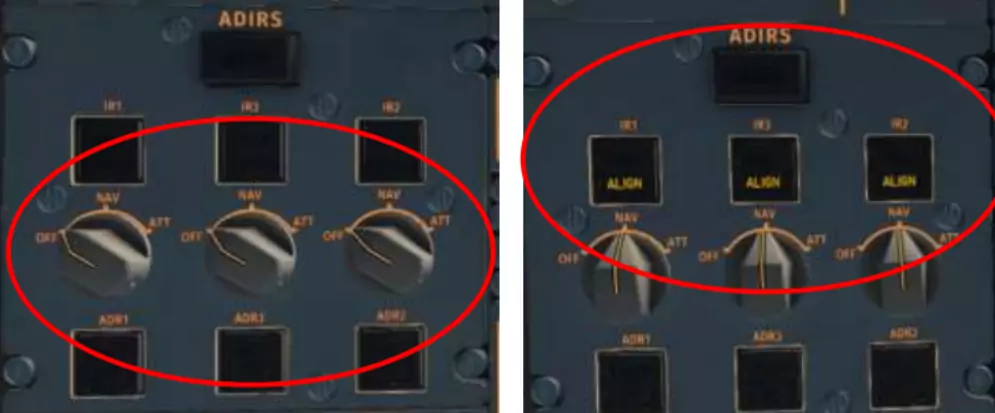 ADIRS
IR1 IR3 IR2
NAV NAV NAV
OFF ATT OFF ATT OFF ATT
ADR1 ADR3 ADR2
ADIRS
IR1 IR3 IR2
ALIGN ALIGN ALIGN
NAV NAV NAV
OFF ATT OFF ATT OFF ATT
ADR1 ADR3 ADR2